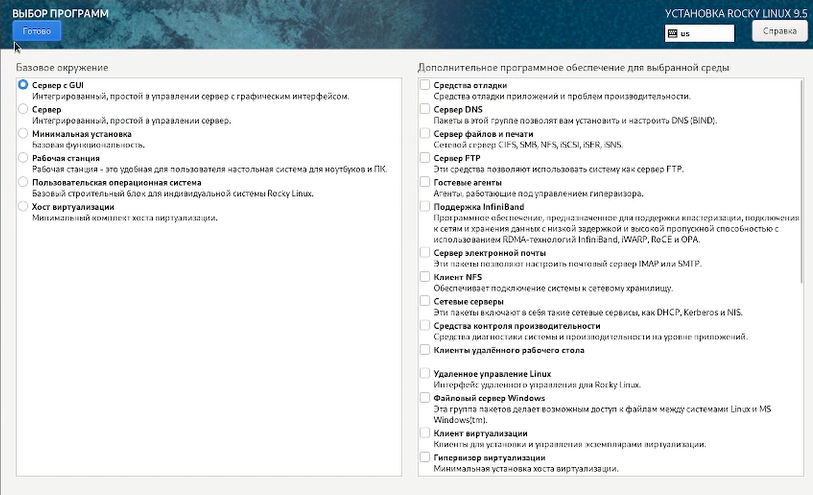 ВЫБОР ПРОГРАММ
УСТАНОВКА ROCKY LINUX 9.5
Готово
us
Справка
Базовое окружение
Сервер с GUI
Интегрированный, простой в управлении сервер с графическим интерфейсом.
Сервер
Интегрированный, простой в управлении сервер.
Минимальная установка
Базовая функциональность.
Рабочая станция
Рабочая станция - это удобная для пользователя настольная система для ноутбуков и ПК.
Пользовательская операционная система
Базовый строительный блок для индивидуальной системы Rocky Linux.
Хост виртуализации
Минимальный комплект хоста виртуализации.
Дополнительное программное обеспечение для выбранной среды
Средства отладки
Средства отладки приложений и проблем производительности.
Сервер DNS
Пакеты в этой группе позволят вам установить и настроить DNS (BIND).
Сервер файлов и печати
Сетевой сервер CIFS, SMB, NFS, iSCSI, iSER, iSNS.
Сервер FTP
Эти средства позволяют использовать систему как сервер FTP.
Гостевые агенты
Агенты, работающие под управлением гипервизора.
Поддержка InfiniBand
Программное обеспечение, предназначенное для поддержки кластеризации, подключения
к сетям и хранения данных с низкой задержкой и высокой пропускной способностью с
использованием RDMA-технологий InfiniBand, iWARP, RoCE и OPA.
Сервер электронной почты
Эти пакеты позволяют настроить почтовый сервер IMAP или SMTP.
Клиент NFS
Обеспечивает подключение системы к сетевому хранилищу.
Сетевые серверы
Эти пакеты включают в себя такие сетевые сервисы, как DHCP, Kerberos и NIS.
Средства контроля производительности
Средства диагностики системы и производительности на уровне приложений.
Клиенты удалённого рабочего стола
Удаленное управление Linux
Интерфейс удаленного управления для Rocky Linux.
Файловый сервер Windows
Эта группа пакетов делает возможным доступ к файлам между системами Linux и MS
Windows(tm).
Клиент виртуализации
Клиенты для установки и управления экземплярами виртуализации.
Гипервизор виртуализации
Минимальная установка хоста виртуализации.